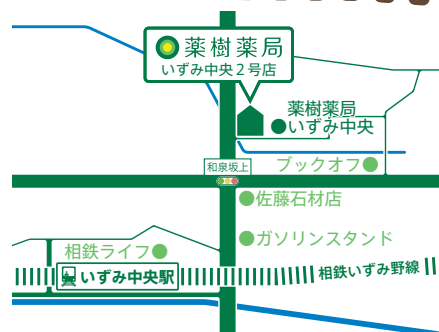 薬樹薬局
いずみ中央2号店
薬樹薬局
いずみ中央
和泉坂上
ブックオフ
佐藤石材店
ガソリンスタンド
相鉄ライフ
いずみ中央駅
相鉄いずみ野線